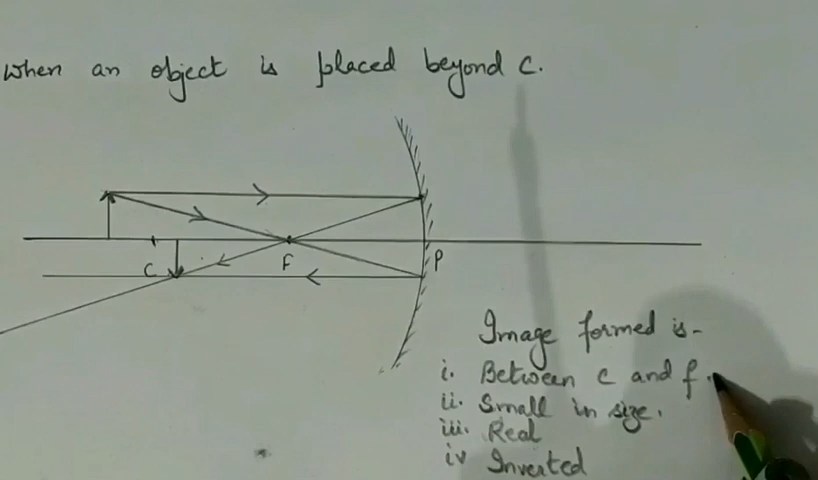 when an object is placed beyond C.
C
F
P
Image formed is-
i. Between C and f.
ii. Small in size.
iii. Real
iv Inverted